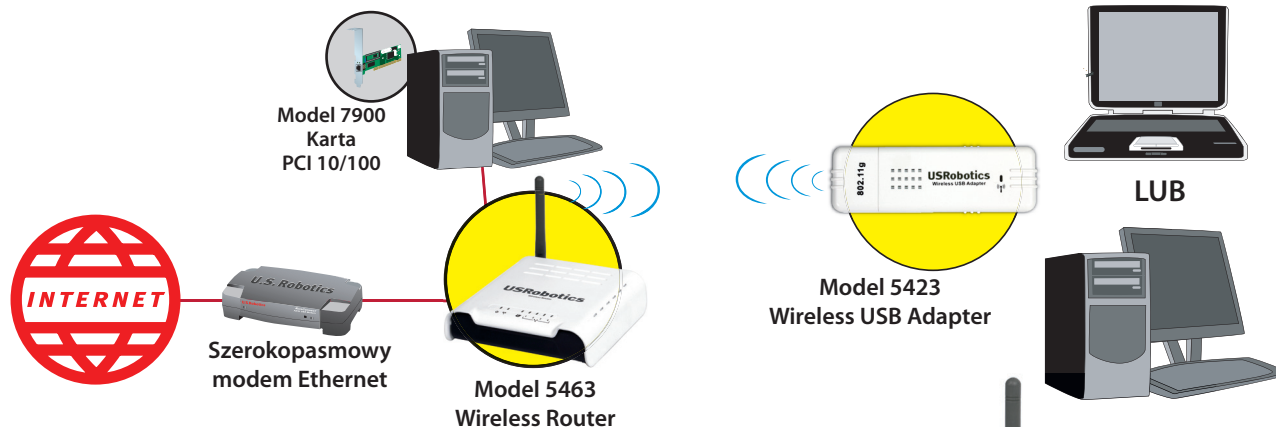 Model 7900
Karta
PCI 10/100
INTERNET
U.S. Robotics
Szerokopasmowy
modem Ethernet
USRobotics
Model 5463
Wireless Router
802.11g
USRobotics
Wireless USB Adapter
Model 5423
Wireless USB Adapter
LUB